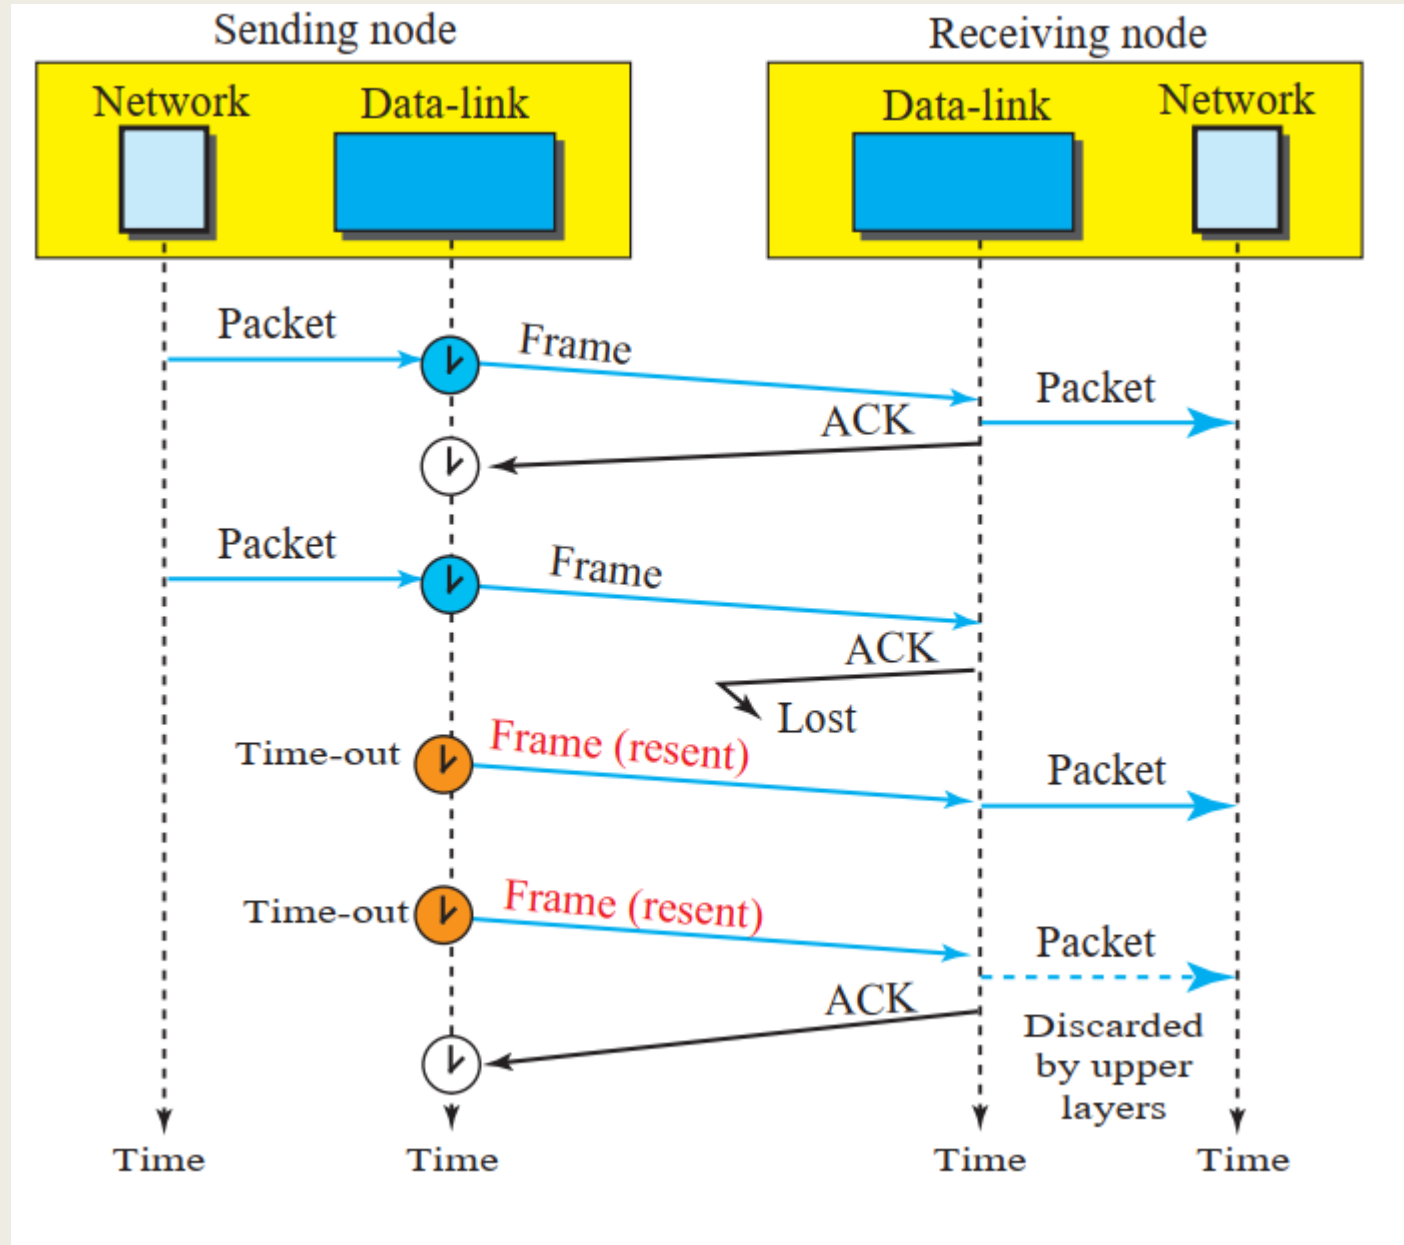 Sending node
Receiving node
Network
Data-link
Data-link
Network
Packet
Frame
Packet
ACK
Packet
Frame
ACK
Lost
Time-out
Frame (resent)
Packet
Time-out
Frame (resent)
Packet
ACK
Discarded
by upper
layers
Time
Time
Time
Time